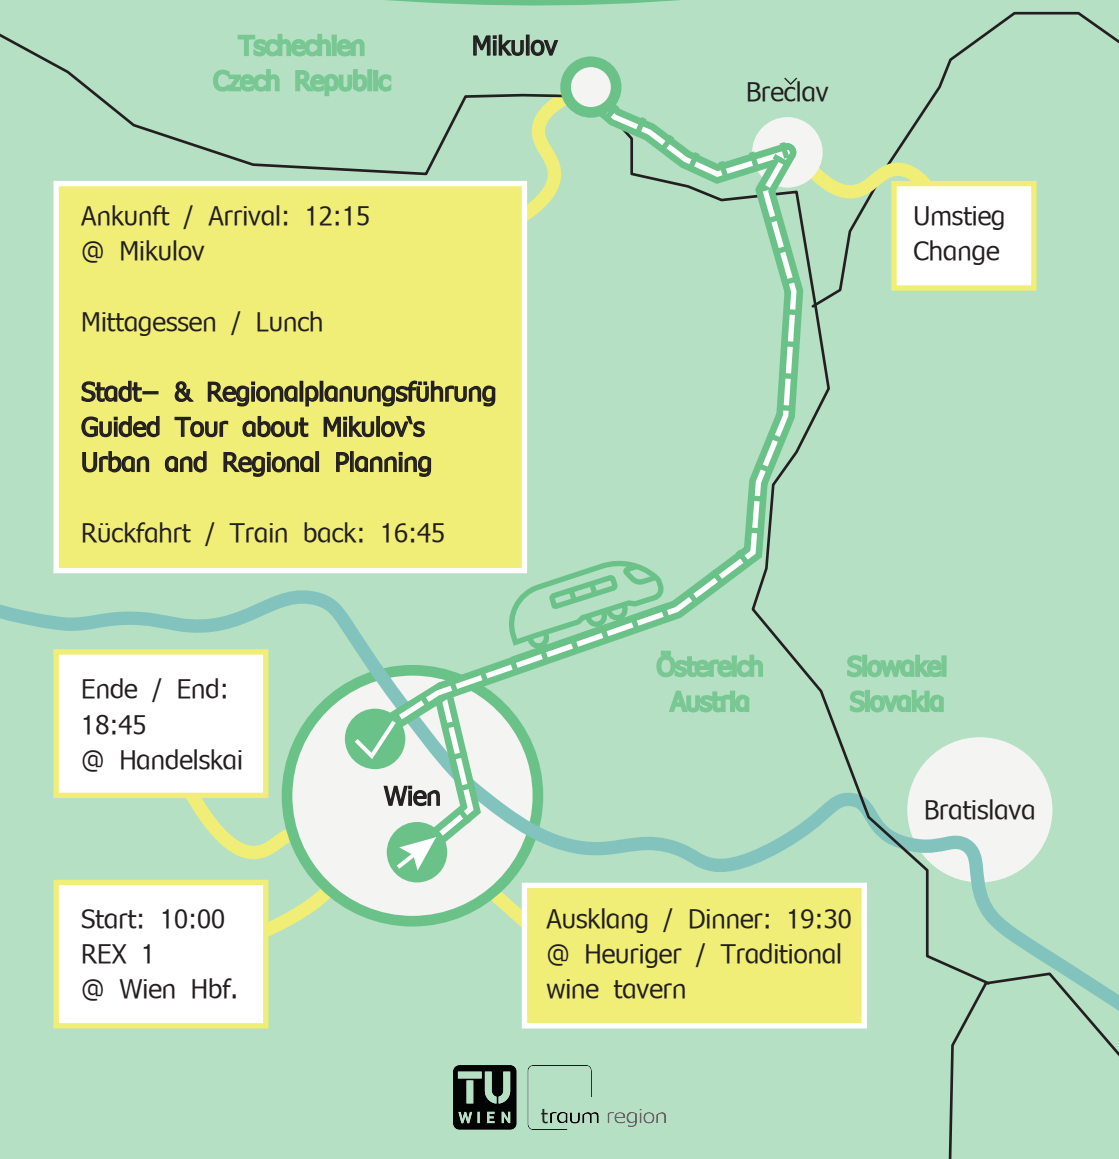 Tschechien
Czech Republic
Mikulov
Brečlav
Ankunft / Arrival: 12:15
@ Mikulov
Mittagessen / Lunch
Stadt– & Regionalplanungsführung
Guided Tour about Mikulov‘s
Urban and Regional Planning
Rückfahrt / Train back: 16:45
Umstieg
Change
Östereich
Austria
Slowakei
Slovakia
Ende / End:
18:45
@ Handelskai
Wien
Bratislava
Start: 10:00
REX 1
@ Wien Hbf.
Ausklang / Dinner: 19:30
@ Heuriger / Traditional
wine tavern
TU
WIEN
traum region